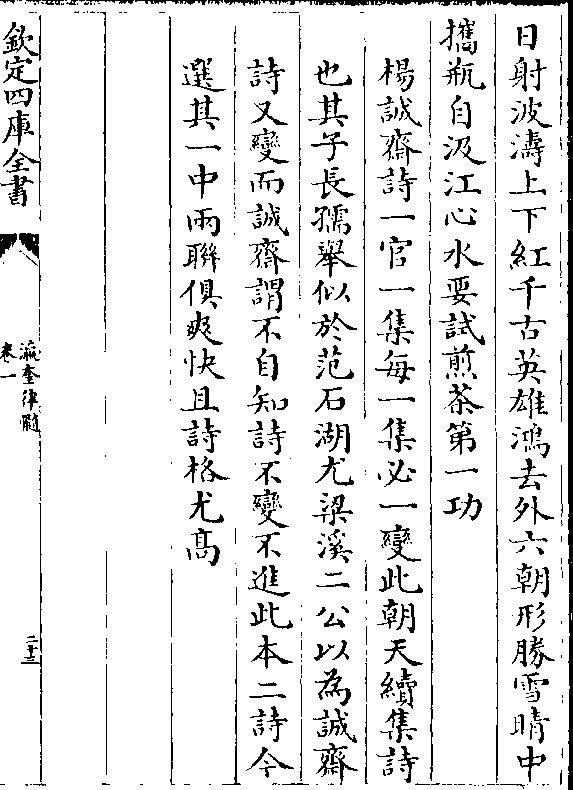 日射波濤上下紅千古英雄鴻去外六朝形勝雪晴中
攜瓶自汲江心水要試煎茶第一功
楊誠齋詩一官一集每一集必一變此朝天續集詩
也其子長孺舉似於范石湖尤梁溪二公以為誠齋
詩又變而誠齋謂不自知詩不變不進此本二詩今
選其一中兩聯俱爽快且詩格尤髙
欽定四庫全書
瀛奎律髓
卷一
二十三